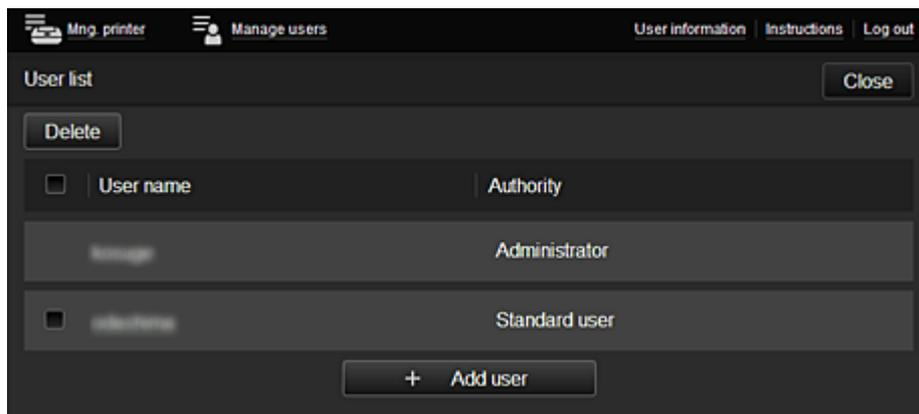 Mng. printer Manage users User information Instructions Log out
User list Close
Delete
User name Authority
Administrator
Standard user
+ Add user